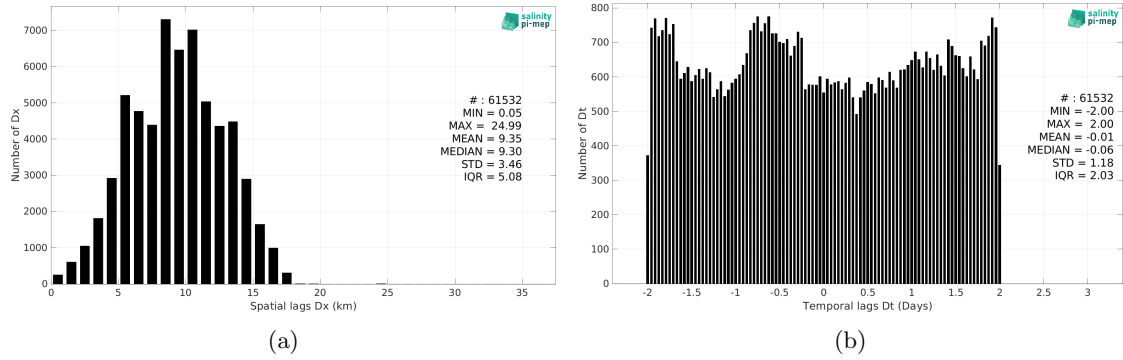 salinity
pi-mep
7000
6000
5000
4000
3000
2000
1000
0
Number of Dx
# : 61532
MIN = 0.05
MAX = 24.99
MEAN = 9.35
MEDIAN = 9.30
STD = 3.46
IQR = 5.08
0 5 10 15 20 25 30 35
Spatial lags Dx (km)
(a)
salinity
pi-mep
800
700
600
500
400
300
200
100
0
Number of Dt
# : 61532
MIN = -2.00
MAX = 2.00
MEAN = -0.01
MEDIAN = -0.06
STD = 1.18
IQR = 2.03
-2 -1.5 -1 -0.5 0 0.5 1 1.5 2 2.5 3
Temporal lags Dt (Days)
(b)